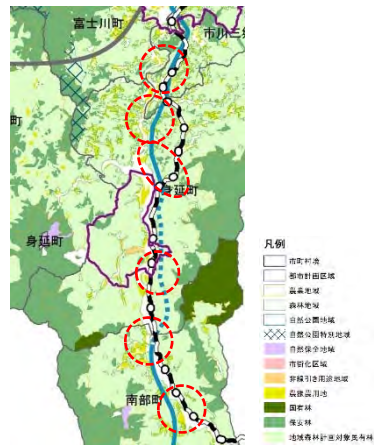 富士川町
市川三郷
町
身延町
身延町
南部町
凡例
市町村境
都市計画区域
農業地域
森林地域
自然公園地域
自然公園特別地域
自然保全地域
市街化区域
非線引き用途地域
農振農用地
国有林
保安林
地域森林計画対象民有林